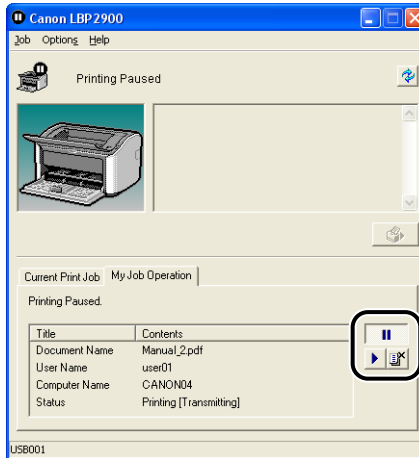 Canon LBP2900
Job Options Help
Printing Paused
Current Print Job My Job Operation
Printing Paused.
Title Contents
Document Name Manual_2.pdf
User Name user01
Computer Name CANON04
Status Printing [Transmitting]
USB001